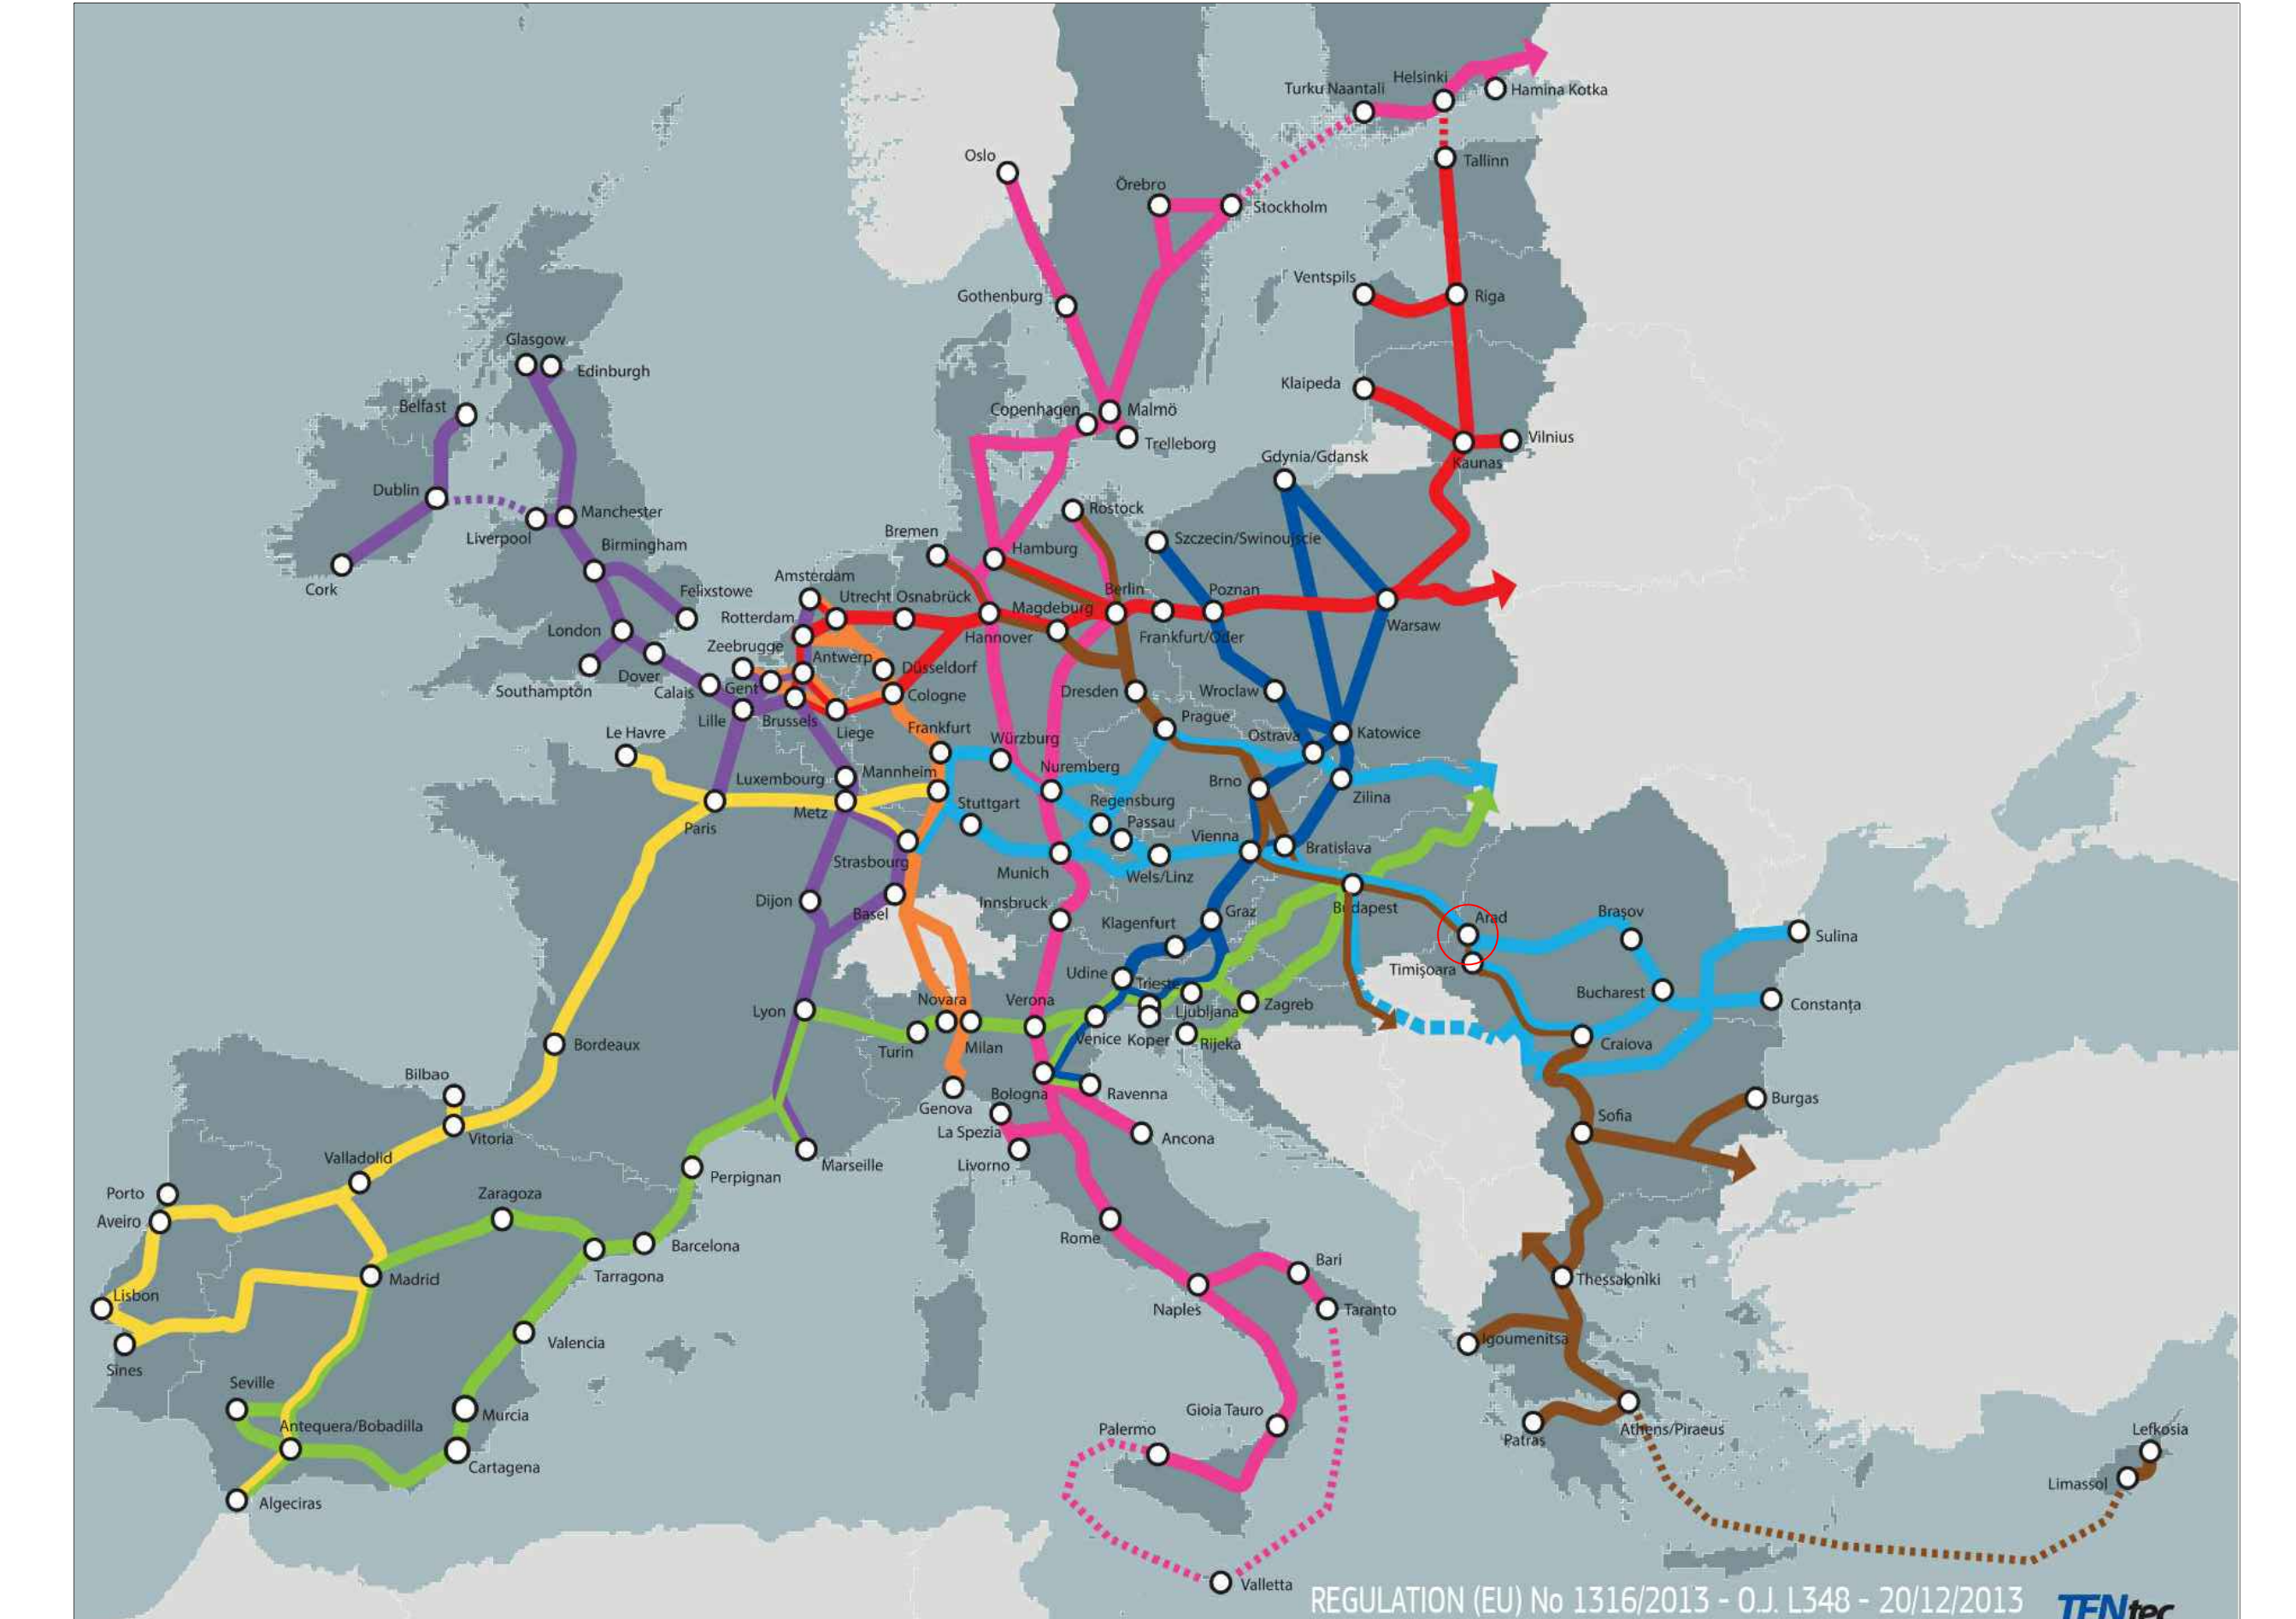 Helsinki
Turku Naantali
Hamina Kotka
Oslo
Tallinn
Örebro
Stockholm
Ventspils
Gothenburg
Riga
Glasgow
Edinburgh
Klaipeda
Belfast
Copenhagen
Malmö
Trelleborg
Vilnius
Gdynia/Gdansk
Kaunas
Dublin
Manchester
Rostock
Liverpool
Bremen
Szczecin/Swinoujscie
Birmingham
Hamburg
Cork
Amsterdam
Felixstowe
Utrecht
Osnabrück
Berlin
Poznan
Magdeburg
Rotterdam
London
Hannover
Frankfurt/Oder
Warsaw
Zeebrugge
Antwerp
Düsseldorf
Dover
Southampton
Calais
Gent
Cologne
Dresden
Wroclaw
Lille
Brussels
Liege
Prague
Le Havre
Frankfurt
Würzburg
Ostrava
Katowice
Luxembourg
Mannheim
Nuremberg
Brno
Zilina
Metz
Stuttgart
Regensburg
Passau
Paris
Vienna
Bratislava
Strasbourg
Munich
Wels/Linz
Dijon
Basel
Innsbruck
Klagenfurt
Graz
Budapest
Arad
Braşov
Sulina
Udine
Timişoara
Trieste
Bucharest
Constanţa
Lyon
Novara
Verona
Ljubljana
Zagreb
Bordeaux
Turin
Milan
Venice
Koper
Rijeka
Craiova
Bilbao
Genova
Bologna
Ravenna
Burgas
Sofia
Vitoria
La Spezia
Ancona
Valladolid
Livorno
Marseille
Perpignan
Porto
Zaragoza
Aveiro
Rome
Barcelona
Bari
Tarragona
Madrid
Thessaloniki
Lisbon
Naples
Taranto
Sines
Valencia
Igoumenitsa
Seville
Gioia Tauro
Murcia
Antequera/Bobadilla
Palermo
Patras
Athens/Piraeus
Lefkosia
Cartagena
Limassol
Algeciras
Valletta
REGULATION (EU) No 1316/2013 - O.J. L348 - 20/12/2013
TENtec